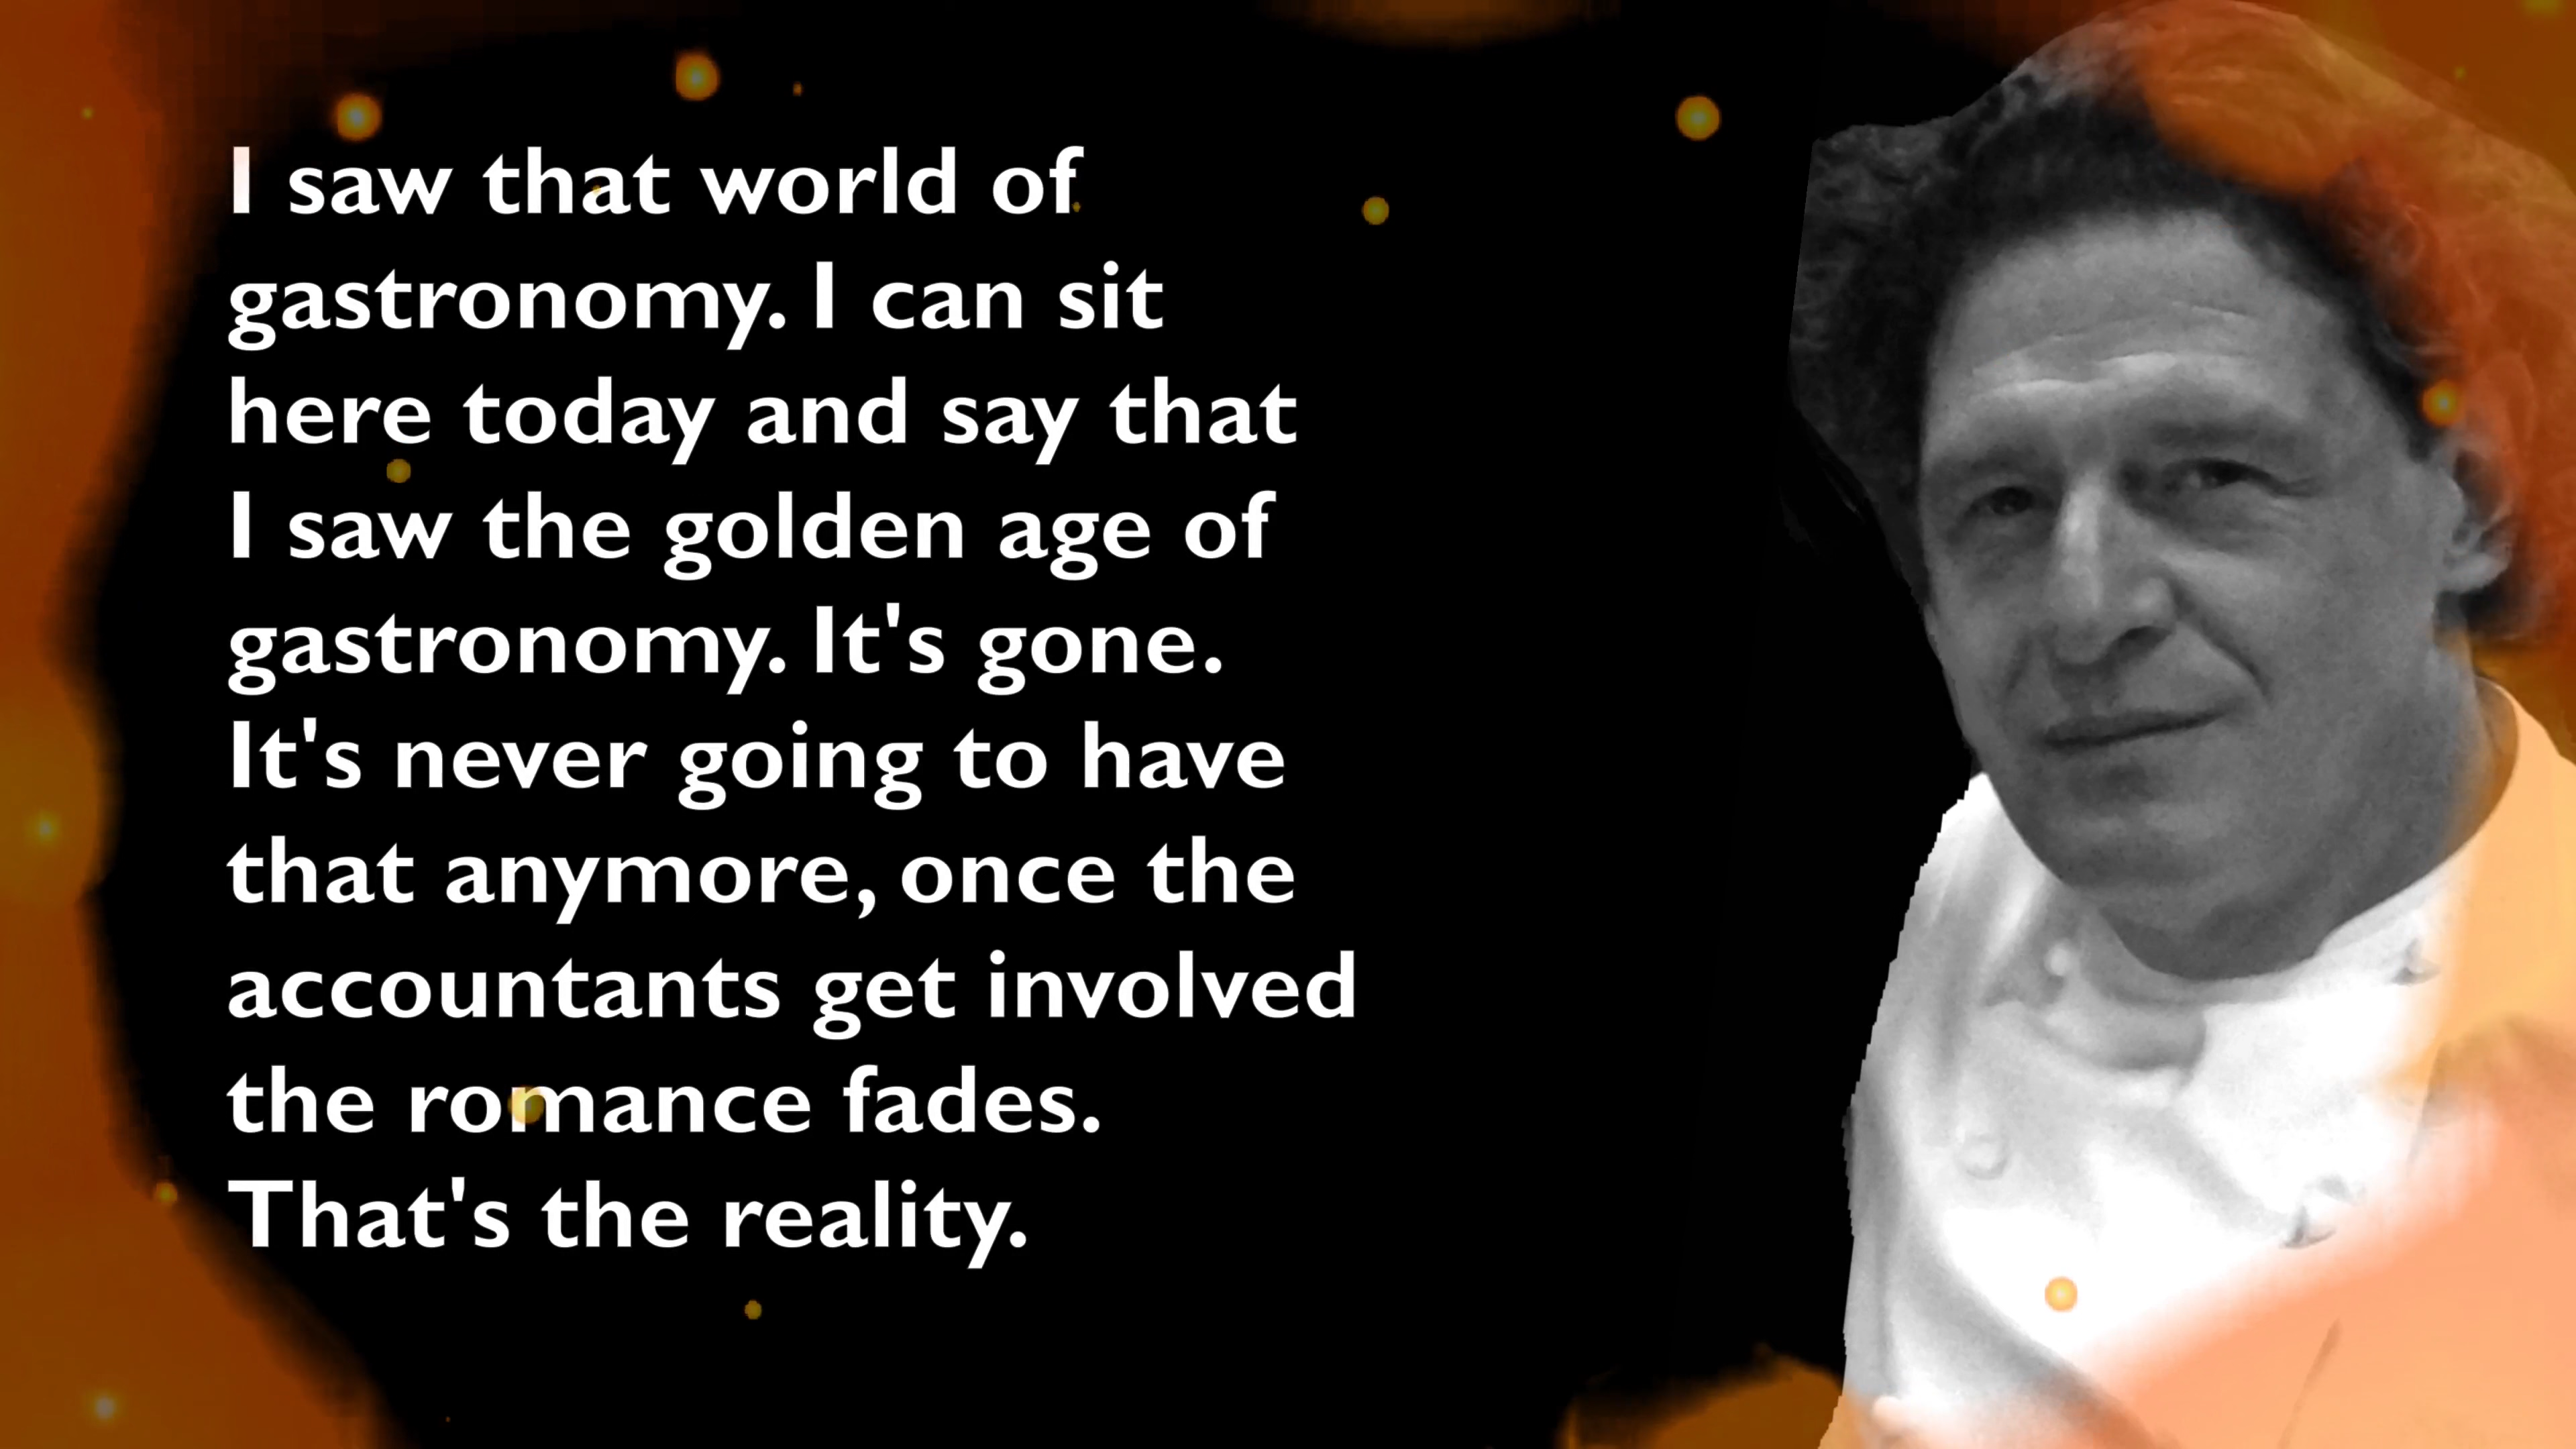 I saw that world of
gastronomy. I can sit
here today and say that
I saw the golden age of
gastronomy. It's gone.
It's never going to have
that anymore, once the
accountants get involved
the romance fades.
That's the reality.